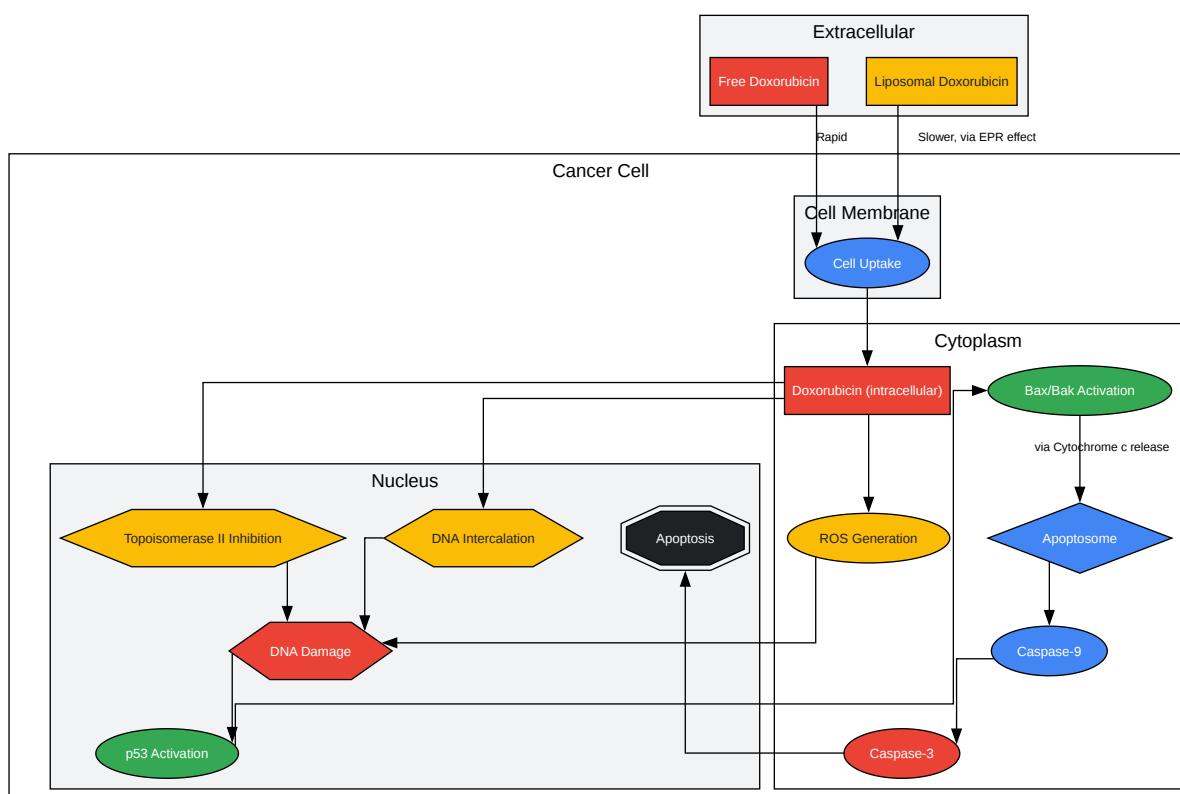 Extracellular
Free Doxorubicin
Liposomal Doxorubicin
Rapid
Slower, via EPR effect
Cancer Cell
Cell Membrane
Cell Uptake
Cytoplasm
Doxorubicin (intracellular)
Bax/Bak Activation
via Cytochrome c release
Nucleus
Topoisomerase II Inhibition
DNA Intercalation
Apoptosis
ROS Generation
Apoptosome
DNA Damage
Caspase-9
p53 Activation
Caspase-3